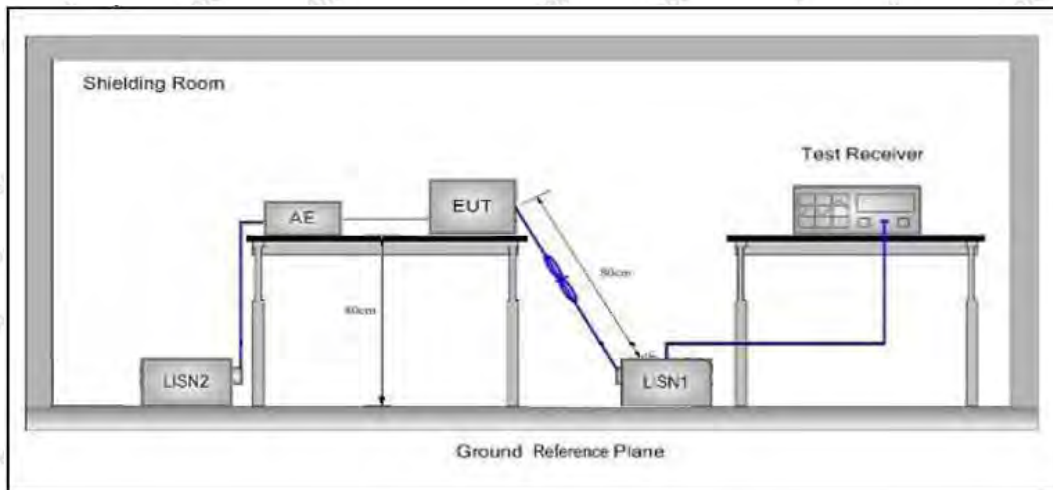 Shielding Room
Test Receiver
AE
EUT
80cm
80cm
LISN2
LISN1
Ground Reference Plane